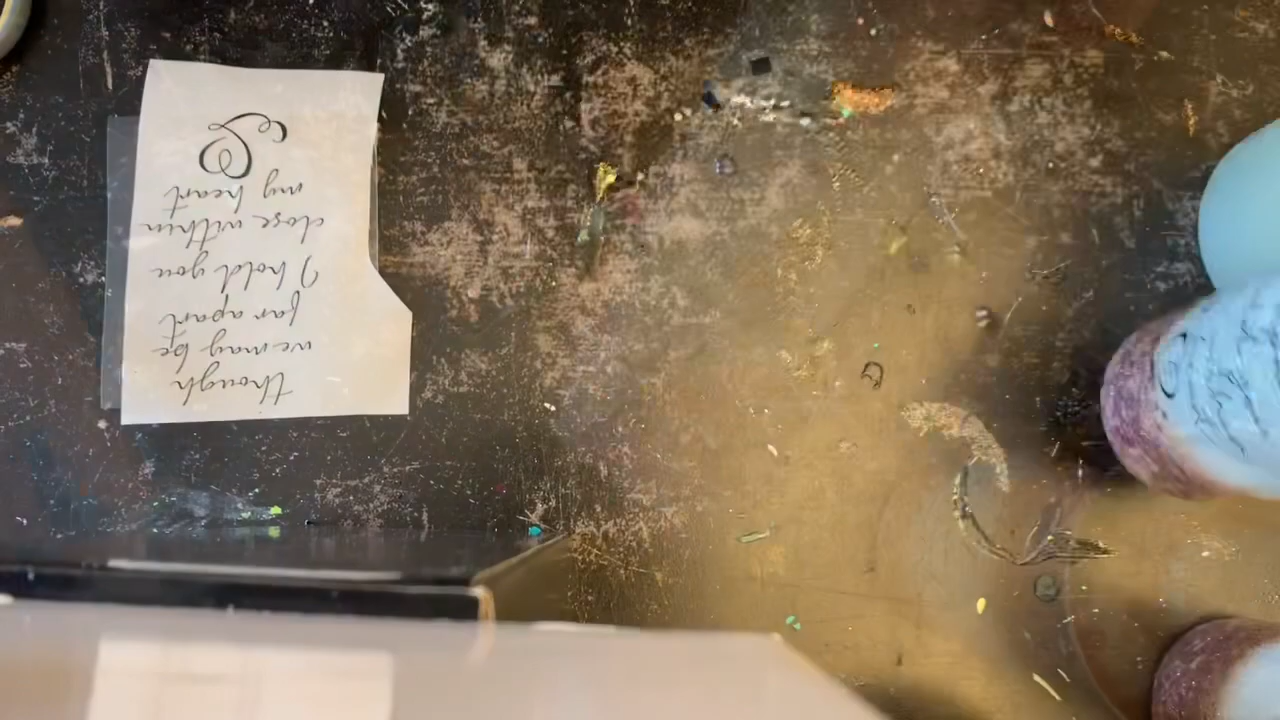 though
we may be
far apart
I hold you
close within
my heart